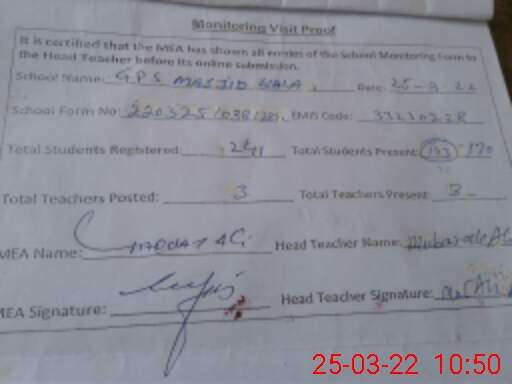 Monitoring Visit Proof
It is certified that the MEA has shown all entries of the School Monitoring Form to
the Head Teacher before its online submission.
School Name: GPS MASJID WALA Date: 25-3 22
School Form No: EMIS Code: 33230228
Total Students Registered: 241 Total Students Present: 170
Total Teachers Posted: 3 Total Teachers Present: 3
MEA Name: Head Teacher Name:
MEA Signature: Head Teacher Signature:
25-03-22 10:50